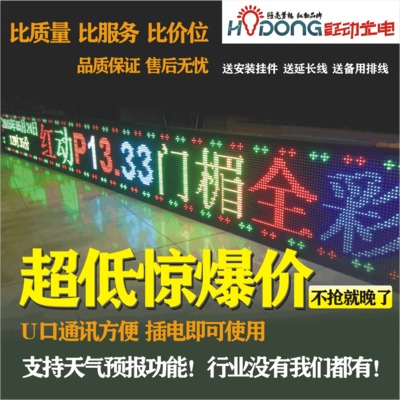 比质量 比服务 比价位
品质保证 售后无忧
HODONG 红动光电
送安装挂件 送延长线 送备用排线
红动P13.33门楣全彩
超低惊爆价
不抢就晚了
U口通讯方便 插电即可使用
支持天气预报功能！行业没有我们都有！